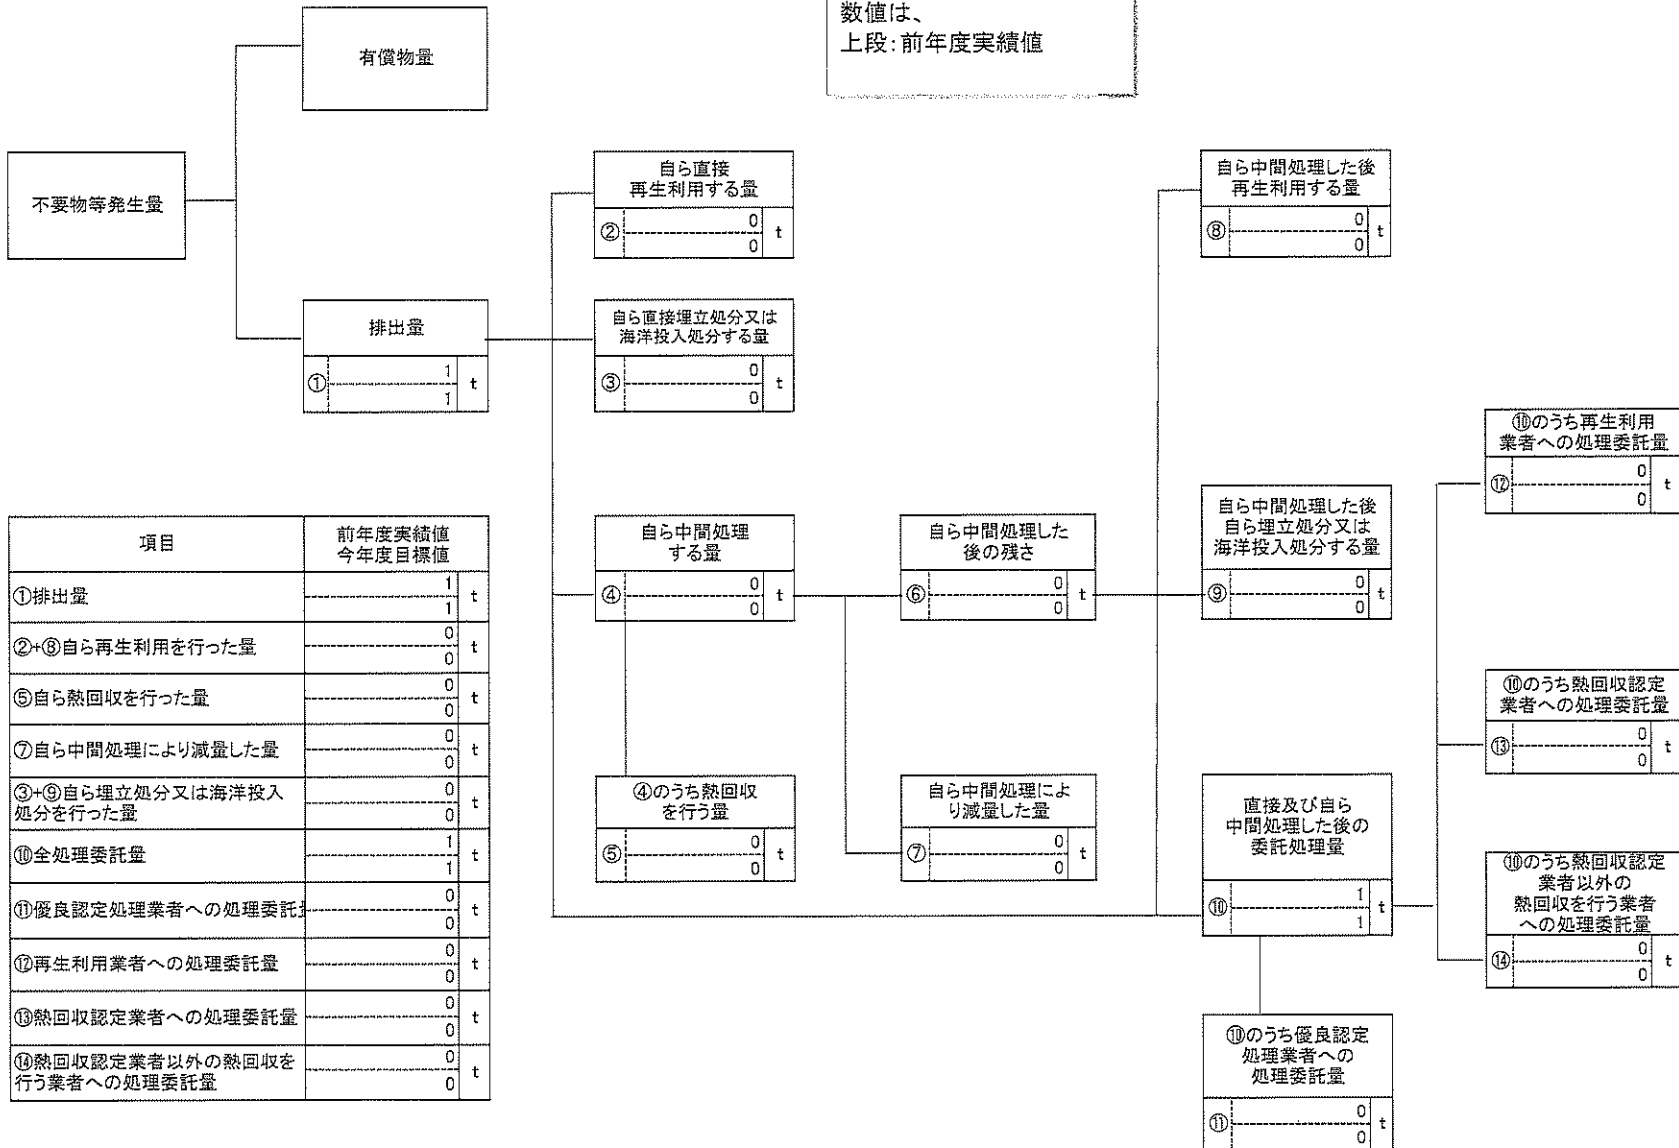 数値は、
上段:前年度実績値
有償物量
不要物等発生量
排出量
① 1 t
1
自ら直接
再生利用する量
② 0 t
0
自ら直接埋立処分又は
海洋投入処分する量
③ 0 t
0
自ら中間処理
する量
④ 0 t
0
④のうち熱回収
を行う量
⑤ 0 t
0
自ら中間処理した
後の残さ
⑥ 0 t
0
自ら中間処理によ
り減量した量
⑦ 0 t
0
自ら中間処理した後
再生利用する量
⑧ 0 t
0
自ら中間処理した後
自ら埋立処分又は
海洋投入処分する量
⑨ 0 t
0
直接及び自ら
中間処理した後の
委託処理量
⑩ 1 t
1
⑩のうち優良認定
処理業者への
処理委託量
⑪ 0 t
0
⑩のうち再生利用
業者への処理委託量
⑫ 0 t
0
⑩のうち熱回収認定
業者への処理委託量
⑬ 0 t
0
⑩のうち熱回収認定
業者以外の
熱回収を行う業者
への処理委託量
⑭ 0 t
0
項目 前年度実績値
今年度目標値
①排出量 1 t
1
②+⑧自ら再生利用を行った量 0 t
0
⑤自ら熱回収を行った量 0 t
0
⑦自ら中間処理により減量した量 0 t
0
③+⑨自ら埋立処分又は海洋投入
処分を行った量 0 t
0
⑩全処理委託量 1 t
1
⑪優良認定処理業者への処理委託 0 t
0
⑫再生利用業者への処理委託量 0 t
0
⑬熱回収認定業者への処理委託量 0 t
0
⑭熱回収認定業者以外の熱回収を
行う業者への処理委託量 0 t
0